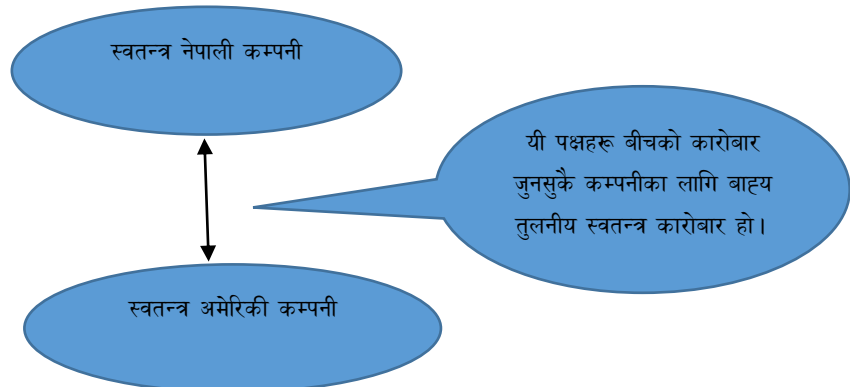 स्वतन्त्र नेपाली कम्पनी
यी पक्षहरू बीचको कारोबार
जुनसुकै कम्पनीका लागि बाह्य
तुलनीय स्वतन्त्र कारोबार हो।
स्वतन्त्र अमेरिकी कम्पनी